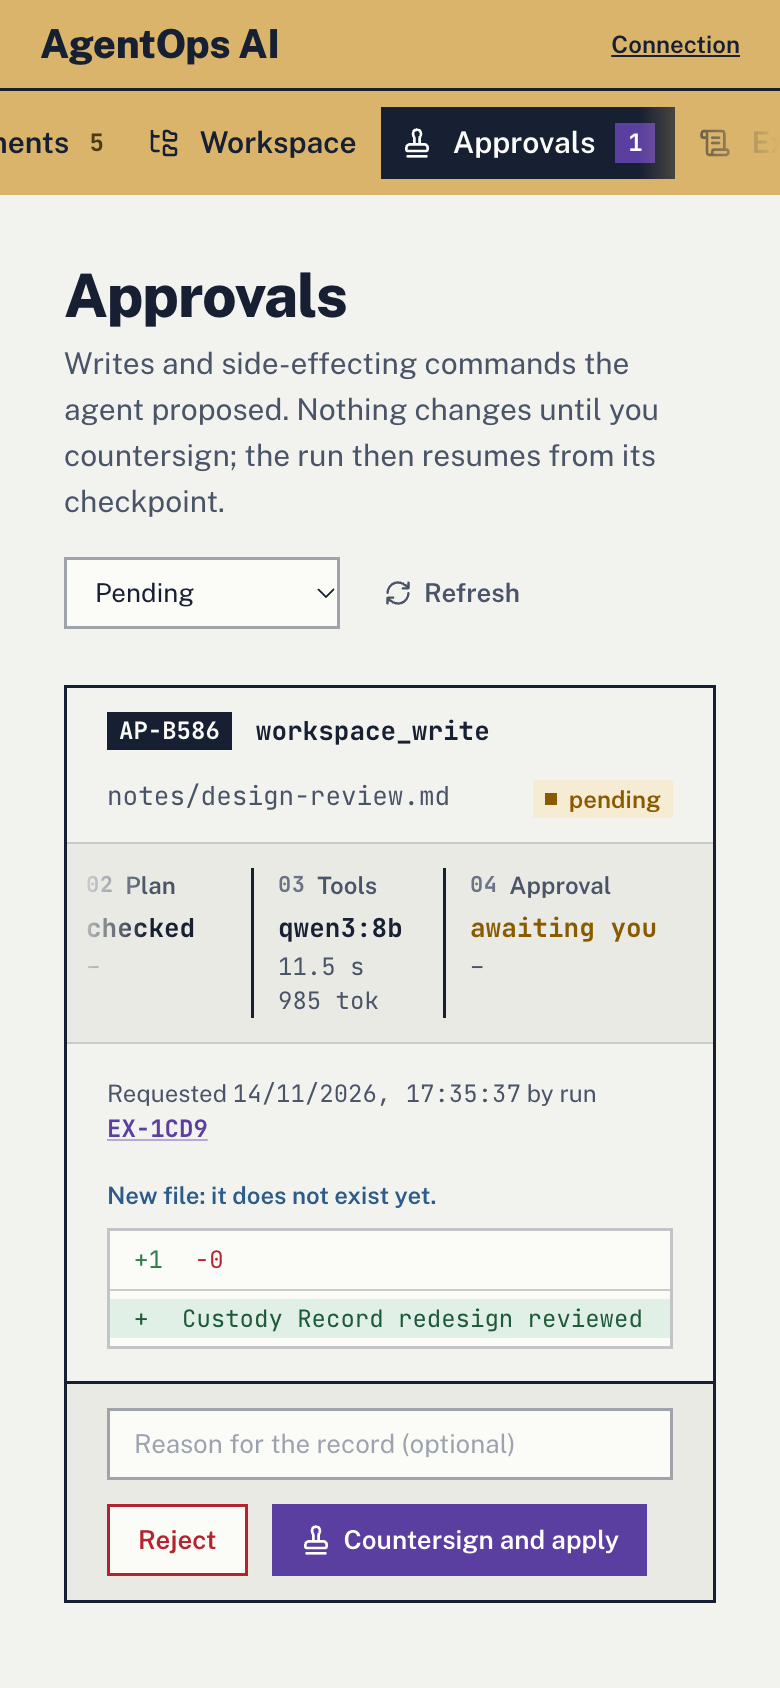 AgentOps AI
Connection
nents 5
Workspace
Approvals 1
Approvals
Writes and side-effecting commands the
agent proposed. Nothing changes until you
countersign; the run then resumes from its
checkpoint.
Pending
Refresh
AP-B586 workspace_write
notes/design-review.md
pending
02 Plan
checked
–
03 Tools
qwen3:8b
11.5 s
985 tok
04 Approval
awaiting you
–
Requested 14/11/2026, 17:35:37 by run
EX-1CD9
New file: it does not exist yet.
+1 -0
+ Custody Record redesign reviewed
Reason for the record (optional)
Reject
Countersign and apply